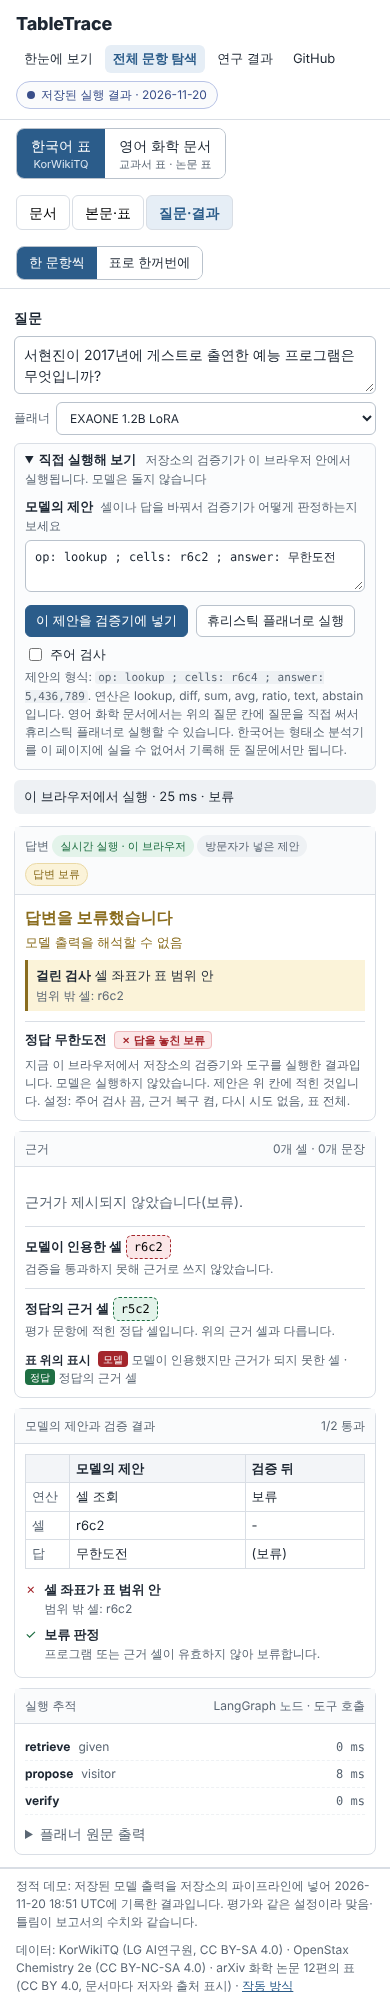 TableTrace
한눈에 보기 전체 문항 탐색 연구 결과 GitHub
저장된 실행 결과 · 2026-11-20
한국어 표 영어 화학 문서
KorWikiTQ 교과서 표 · 논문 표
문서 본문·표 질문·결과
한 문항씩 표로 한꺼번에
질문
서현진이 2017년에 게스트로 출연한 예능 프로그램은
무엇입니까?
플래너 EXAONE 1.2B LoRA
▼ 직접 실행해 보기 저장소의 검증기가 이 브라우저 안에서
실행됩니다. 모델은 돌지 않습니다
모델의 제안 셀이나 답을 바꿔서 검증기가 어떻게 판정하는지
보세요
op: lookup ; cells: r6c2 ; answer: 무한도전
이 제안을 검증기에 넣기 휴리스틱 플래너로 실행
주어 검사
제안의 형식: op: lookup ; cells: r6c4 ; answer:
5,436,789. 연산은 lookup, diff, sum, avg, ratio, text, abstain
입니다. 영어 화학 문서에서는 위의 질문 칸에 질문을 직접 써서
휴리스틱 플래너로 실행할 수 있습니다. 한국어는 형태소 분석기
를 이 페이지에 실을 수 없어서 기록해 둔 질문에서만 됩니다.
이 브라우저에서 실행 · 25 ms · 보류
답변 실시간 실행 · 이 브라우저 방문자가 넣은 제안
답변 보류
답변을 보류했습니다
모델 출력을 해석할 수 없음
걸린 검사 셀 좌표가 표 범위 안
범위 밖 셀: r6c2
정답 무한도전 × 답을 놓친 보류
지금 이 브라우저에서 저장소의 검증기와 도구를 실행한 결과입
니다. 모델은 실행하지 않았습니다. 제안은 위 칸에 적힌 것입니
다. 설정: 주어 검사 끔, 근거 복구 켬, 다시 시도 없음, 표 전체.
근거 0개 셀 · 0개 문장
근거가 제시되지 않았습니다(보류).
모델이 인용한 셀 r6c2
검증을 통과하지 못해 근거로 쓰지 않았습니다.
정답의 근거 셀 r5c2
평가 문항에 적힌 정답 셀입니다. 위의 근거 셀과 다릅니다.
표 위의 표시 모델 모델이 인용했지만 근거가 되지 못한 셀 ·
정답 정답의 근거 셀
모델의 제안과 검증 결과 1/2 통과
모델의 제안 검증 뒤
연산 셀 조회 보류
셀 r6c2 -
답 무한도전 (보류)
× 셀 좌표가 표 범위 안
범위 밖 셀: r6c2
✓ 보류 판정
프로그램 또는 근거 셀이 유효하지 않아 보류합니다.
실행 추적 LangGraph 노드 · 도구 호출
retrieve given 0 ms
propose visitor 8 ms
verify 0 ms
▶ 플래너 원문 출력
정적 데모: 저장된 모델 출력을 저장소의 파이프라인에 넣어 2026-
11-20 18:51 UTC에 기록한 결과입니다. 평가와 같은 설정이라 맞음·
틀림이 보고서의 수치와 같습니다.
데이터: KorWikiTQ (LG AI연구원, CC BY-SA 4.0) · OpenStax
Chemistry 2e (CC BY-NC-SA 4.0) · arXiv 화학 논문 12편의 표
(CC BY 4.0, 문서마다 저자와 출처 표시) · 작동 방식